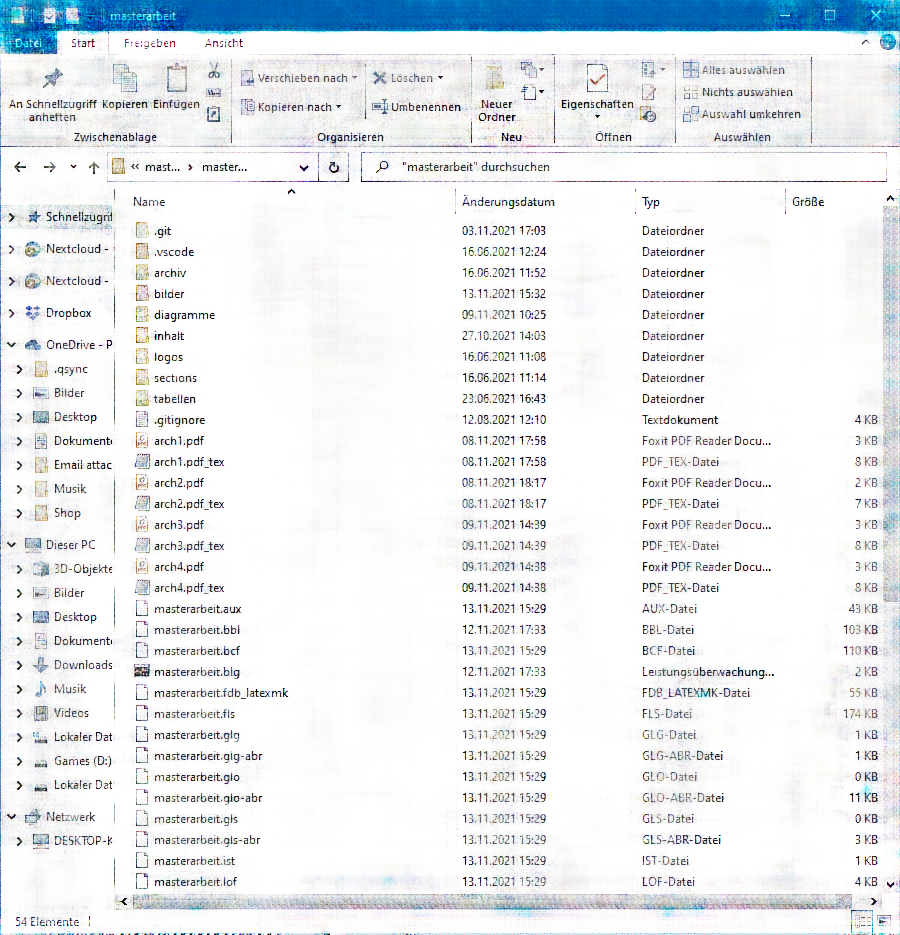 masterarbeit
Datei Start Freigeben Ansicht
An Schnellzugriff anheften Kopieren Einfügen
Zwischenablage
Verschieben nach
Kopieren nach
Löschen
Umbenennen
Organisieren
Neuer Ordner
Neu
Eigenschaften
Öffnen
Alles auswählen
Nichts auswählen
Auswahl umkehren
Auswählen
« mast... › master... "masterarbeit" durchsuchen
Schnellzugrif
Nextcloud -
Nextcloud -
Dropbox
OneDrive - P
.qsync
Bilder
Desktop
Dokumente
Email attac
Musik
Shop
Dieser PC
3D-Objekte
Bilder
Desktop
Dokumente
Downloads
Musik
Videos
Lokaler Dat
Games (D:)
Lokaler Dat
Netzwerk
DESKTOP-K
Name Änderungsdatum Typ Größe
.git 03.11.2021 17:03 Dateiordner
.vscode 16.06.2021 12:24 Dateiordner
archiv 16.06.2021 11:52 Dateiordner
bilder 13.11.2021 15:32 Dateiordner
diagramme 09.11.2021 10:25 Dateiordner
inhalt 27.10.2021 14:03 Dateiordner
logos 16.06.2021 11:08 Dateiordner
sections 16.06.2021 11:14 Dateiordner
tabellen 23.06.2021 16:43 Dateiordner
.gitignore 12.08.2021 12:10 Textdokument 4 KB
arch1.pdf 08.11.2021 17:58 Foxit PDF Reader Docu... 3 KB
arch1.pdf_tex 08.11.2021 17:58 PDF_TEX-Datei 8 KB
arch2.pdf 08.11.2021 18:17 Foxit PDF Reader Docu... 2 KB
arch2.pdf_tex 08.11.2021 18:17 PDF_TEX-Datei 7 KB
arch3.pdf 09.11.2021 14:39 Foxit PDF Reader Docu... 3 KB
arch3.pdf_tex 09.11.2021 14:39 PDF_TEX-Datei 8 KB
arch4.pdf 09.11.2021 14:38 Foxit PDF Reader Docu... 3 KB
arch4.pdf_tex 09.11.2021 14:38 PDF_TEX-Datei 8 KB
masterarbeit.aux 13.11.2021 15:29 AUX-Datei 43 KB
masterarbeit.bbl 12.11.2021 17:33 BBL-Datei 103 KB
masterarbeit.bcf 13.11.2021 15:29 BCF-Datei 110 KB
masterarbeit.blg 12.11.2021 17:33 Leistungsüberwachung... 2 KB
masterarbeit.fdb_latexmk 13.11.2021 15:29 FDB_LATEXMK-Datei 55 KB
masterarbeit.fls 13.11.2021 15:29 FLS-Datei 174 KB
masterarbeit.glg 13.11.2021 15:29 GLG-Datei 1 KB
masterarbeit.glg-abr 13.11.2021 15:29 GLG-ABR-Datei 1 KB
masterarbeit.glo 13.11.2021 15:29 GLO-Datei 0 KB
masterarbeit.glo-abr 13.11.2021 15:29 GLO-ABR-Datei 11 KB
masterarbeit.gls 13.11.2021 15:29 GLS-Datei 0 KB
masterarbeit.gls-abr 13.11.2021 15:29 GLS-ABR-Datei 3 KB
masterarbeit.ist 13.11.2021 15:29 IST-Datei 1 KB
masterarbeit.lof 13.11.2021 15:29 LOF-Datei 4 KB
54 Elemente